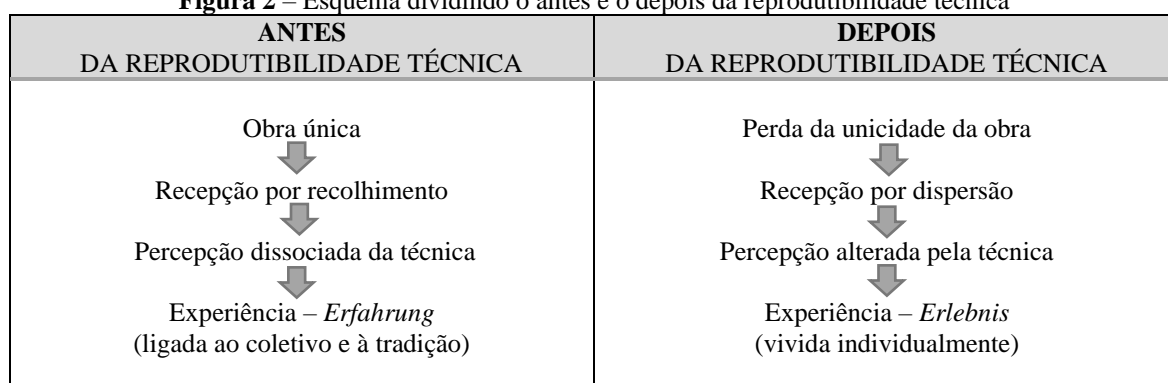 Figura 2 – Esquema dividindo o antes e o depois da reprodutibilidade técnica
ANTES
DA REPRODUTIBILIDADE TÉCNICA
DEPOIS
DA REPRODUTIBILIDADE TÉCNICA
Obra única
Recepção por recolhimento
Percepção dissociada da técnica
Experiência – Erfahrung
(ligada ao coletivo e à tradição)
Perda da unicidade da obra
Recepção por dispersão
Percepção alterada pela técnica
Experiência – Erlebnis
(vivida individualmente)